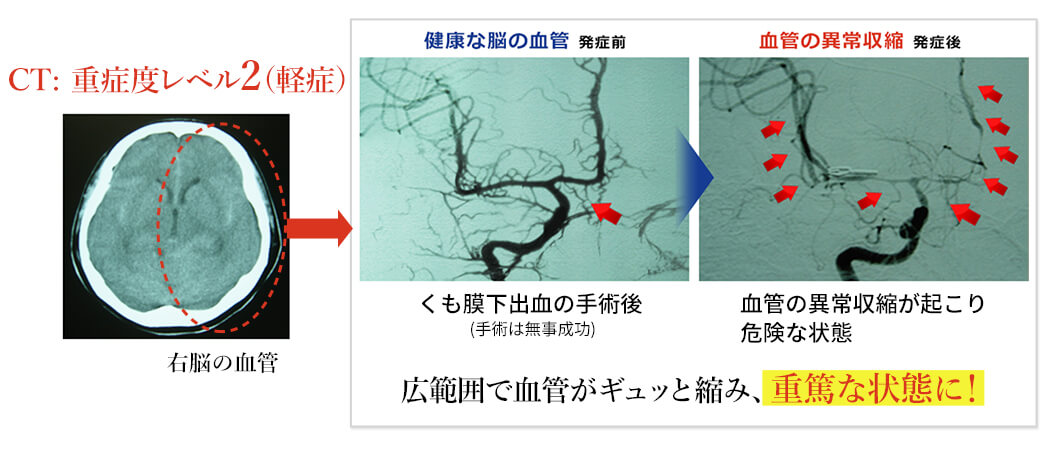 CT: 重症度レベル2(軽症)
右脳の血管
健康な脳の血管 発症前
血管の異常収縮 発症後
くも膜下出血の手術後
(手術は無事成功)
血管の異常収縮が起こり
危険な状態
広範囲で血管がギュッと縮み、重篤な状態に!